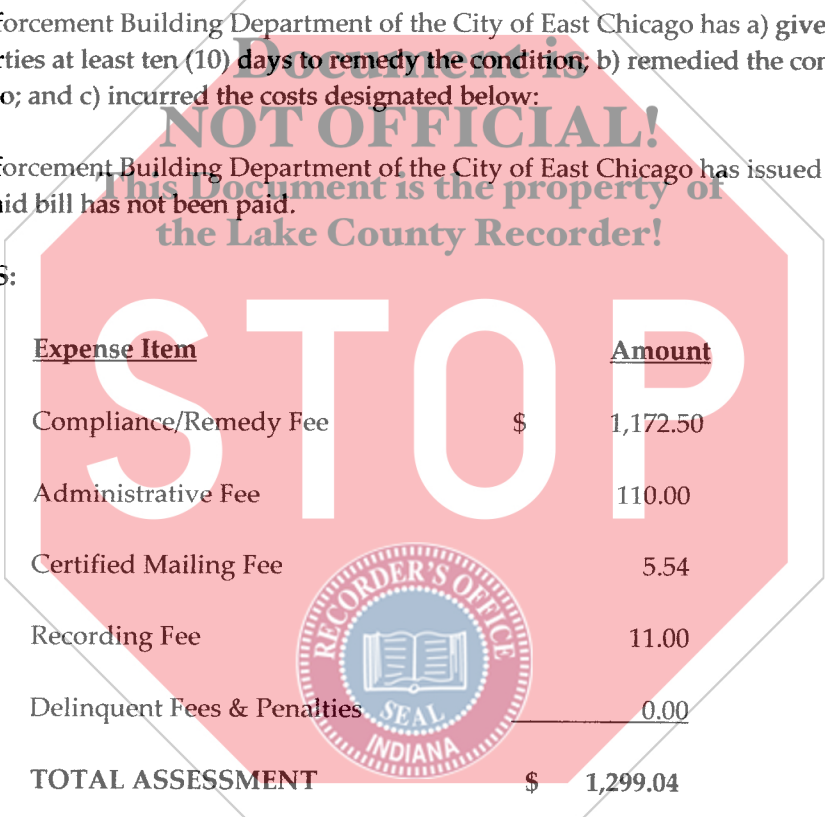 forcement Building Department of the City of East Chicago has a) give
rties at least ten (10) days to remedy the condition; b) remedied the con
o; and c) incurred the costs designated below:
Document is
NOT OFFICIAL!
forcement Building Department of the City of East Chicago has issued
This Document is the property of
aid bill has not been paid.
the Lake County Recorder!
S:
STOP
Expense Item Amount
Compliance/Remedy Fee $ 1,172.50
Administrative Fee 110.00
Certified Mailing Fee 5.54
Recording Fee 11.00
Delinquent Fees & Penalties 0.00
TOTAL ASSESSMENT $ 1,299.04
RECORDER'S OFFICE
SEAL
INDIANA